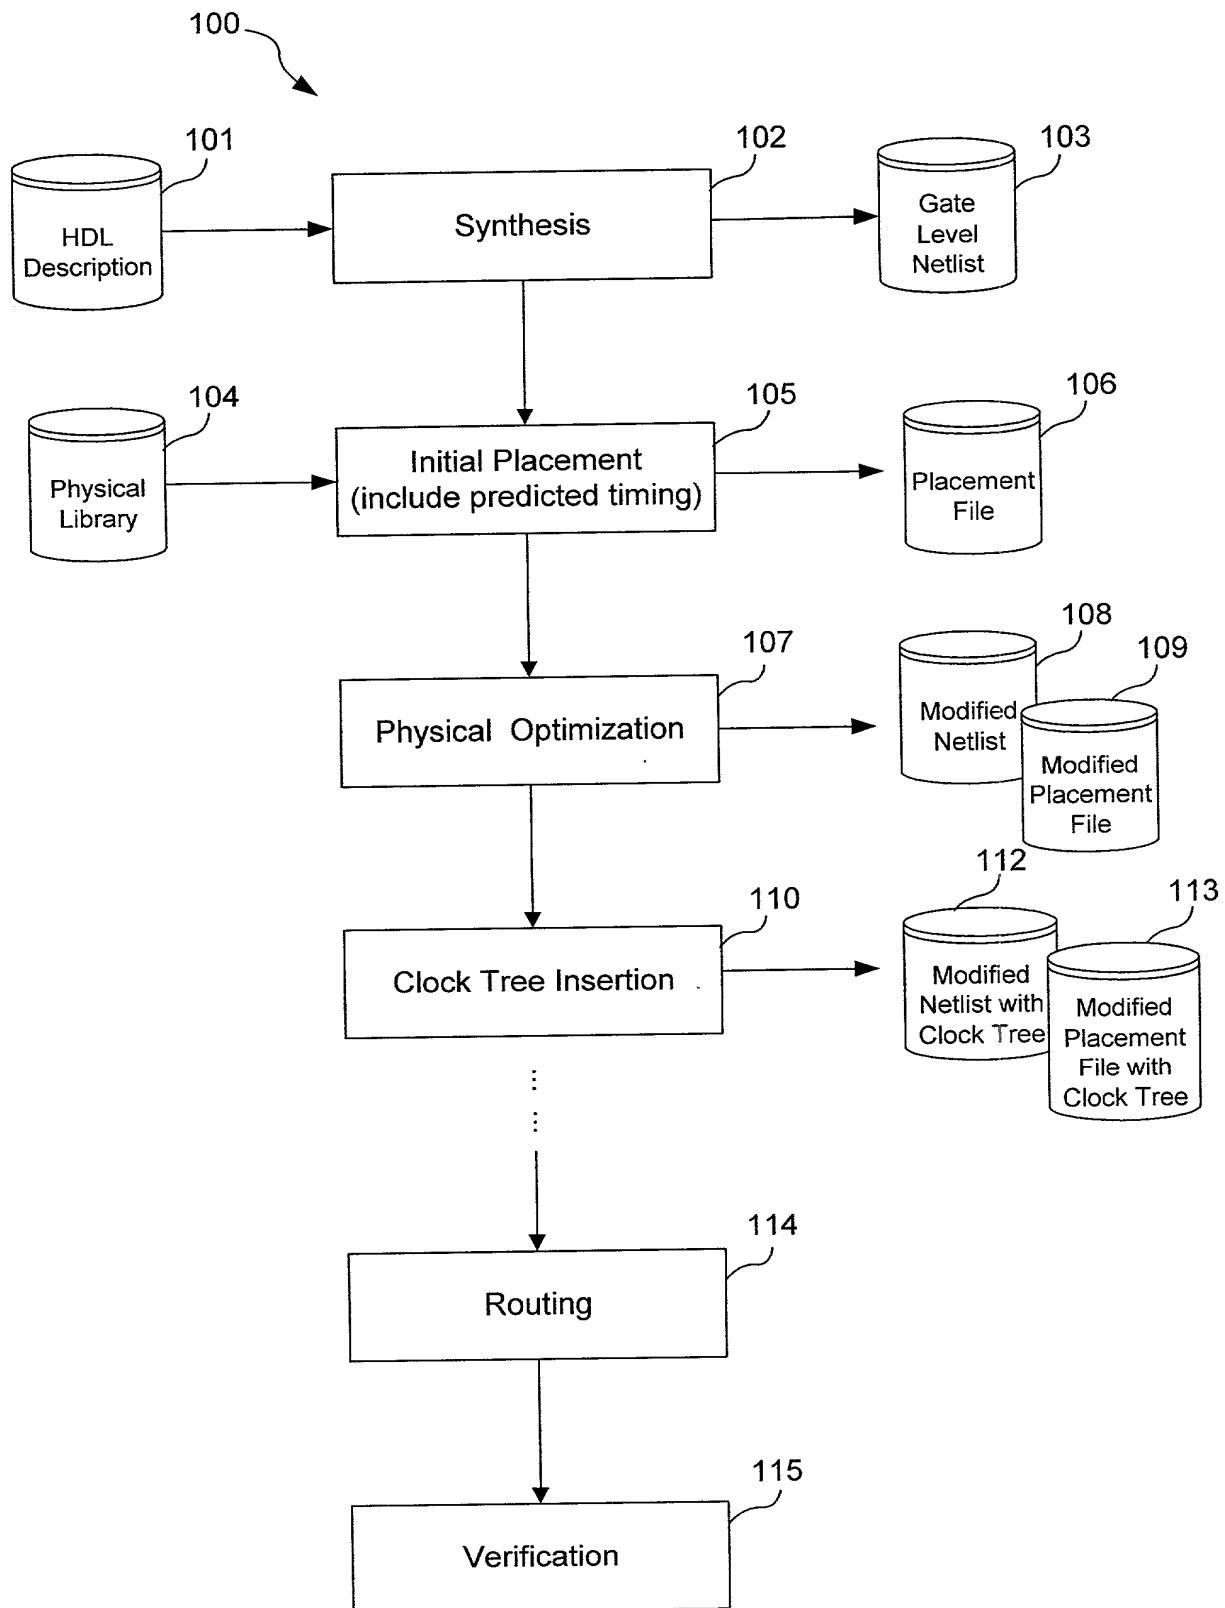 100
101
102
103
HDL
Description
Synthesis
Gate
Level
Netlist
104
105
106
Physical
Library
Initial Placement
(include predicted timing)
Placement
File
107
108
109
Physical Optimization
Modified
Netlist
Modified
Placement
File
110
112
113
Clock Tree Insertion
Modified
Netlist with
Clock Tree
Modified
Placement
File with
Clock Tree
114
Routing
115
Verification